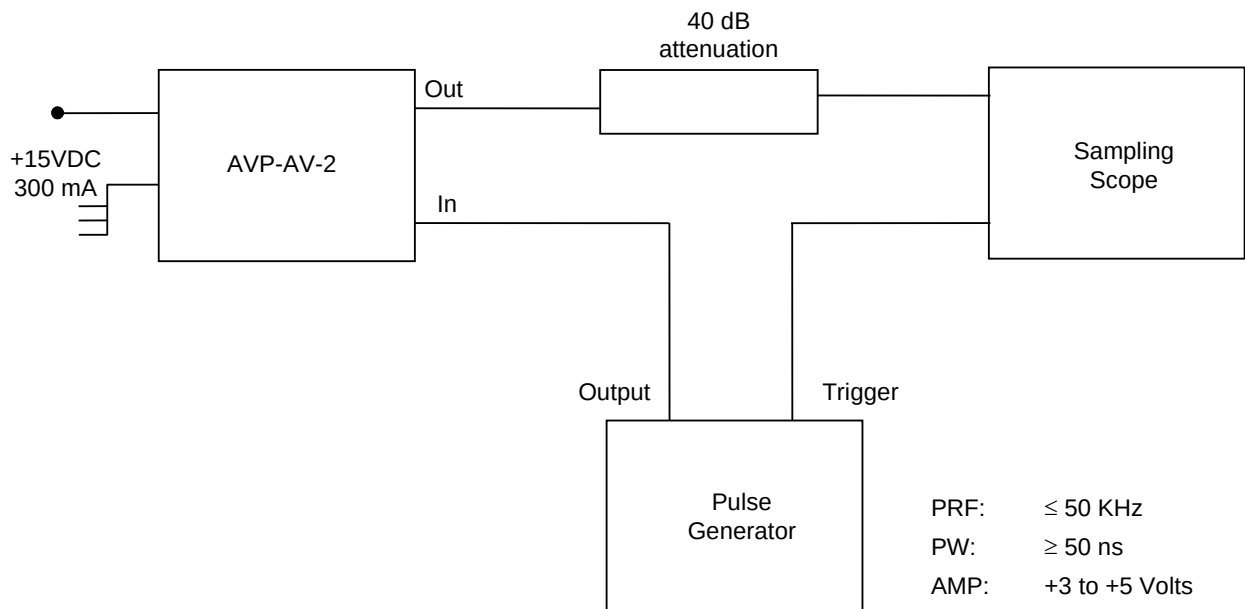 40 dB
attenuation
Out
+15VDC
300 mA
AVP-AV-2
Sampling
Scope
In
Output
Trigger
Pulse
Generator
PRF: ≤ 50 KHz
PW: ≥ 50 ns
AMP: +3 to +5 Volts